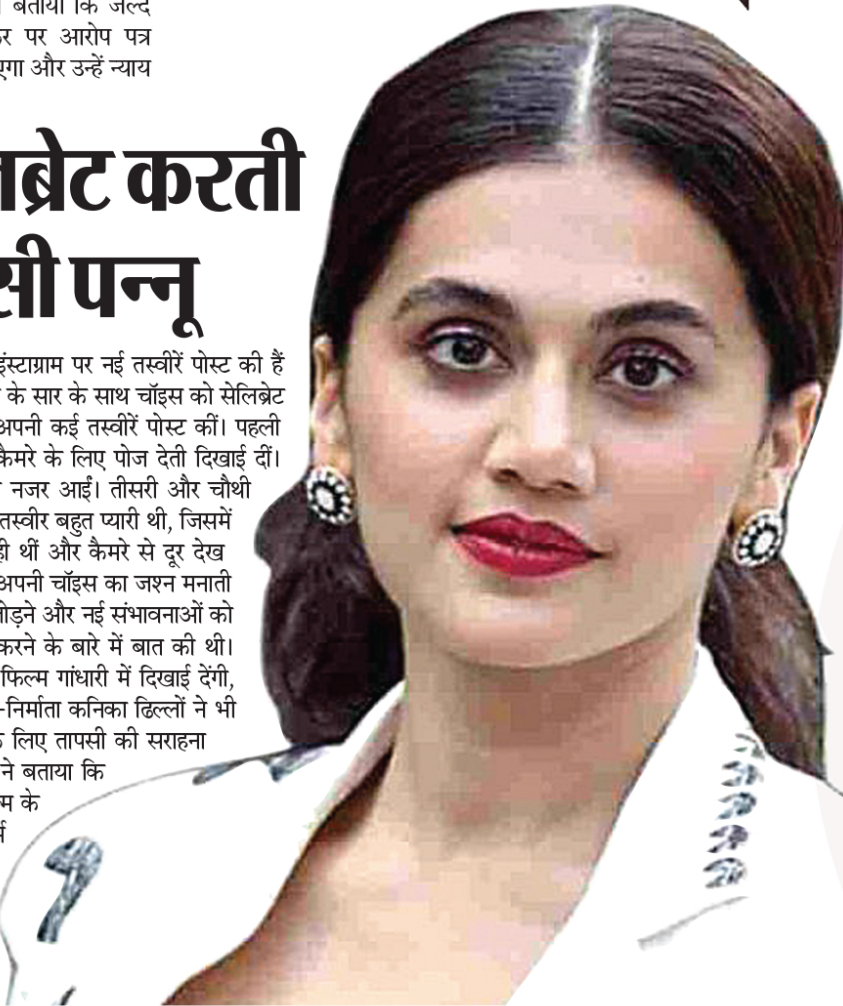 बताया कि जल्द
पर आरोप पत्र
और उन्हें न्याय
करती
पन्नू
इंस्टाग्राम पर नई तस्वीरें पोस्ट की हैं
के सार के साथ चॉइस को सेलिब्रेट
अपनी कई तस्वीरें पोस्ट कीं। पहली
कैमरे के लिए पोज देती दिखाई दीं।
नजर आईं। तीसरी और चौथी
तस्वीर बहुत प्यारी थी, जिसमें
थीं और कैमरे से दूर देख
अपनी चॉइस का जश्न मनाती
और नई संभावनाओं को
करने के बारे में बात की थी।
फिल्म गांधारी में दिखाई देंगी,
-निर्माता कनिका ढिल्लों ने भी
लिए तापसी की सराहना
ने बताया कि
के